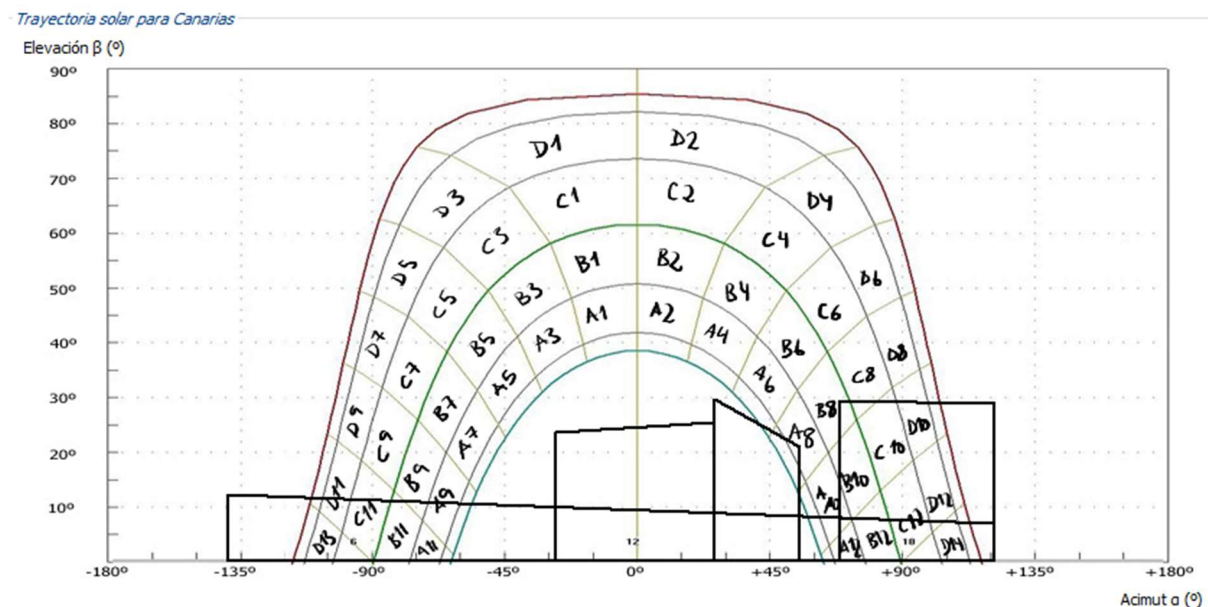 Trayectoria solar para Canarias
Elevación β (º)
90º
80º
D1 D2
70º
D3 C1 C2 D4
60º
C3 C4
D5 B1 B2 D6
50º
C5 B3 B4 C6
A1 A2
40º
D7 B5 A3 A4 B6 D8
C7 A5 A6 C8
30º
D9 B7 B8 D10
C9 A7 A8 C10
20º
B9 B10
D11 A9 A10 D12
10º
C11 C12
D13 B11 A11 A12 B12 D14
6 12 18
-180º -135º -90º -45º 0º +45º +90º +135º +180º
Acimut α (º)